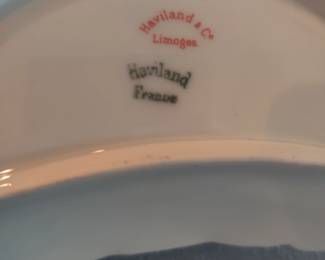 Haviland & Co
Limoges
Haviland
France